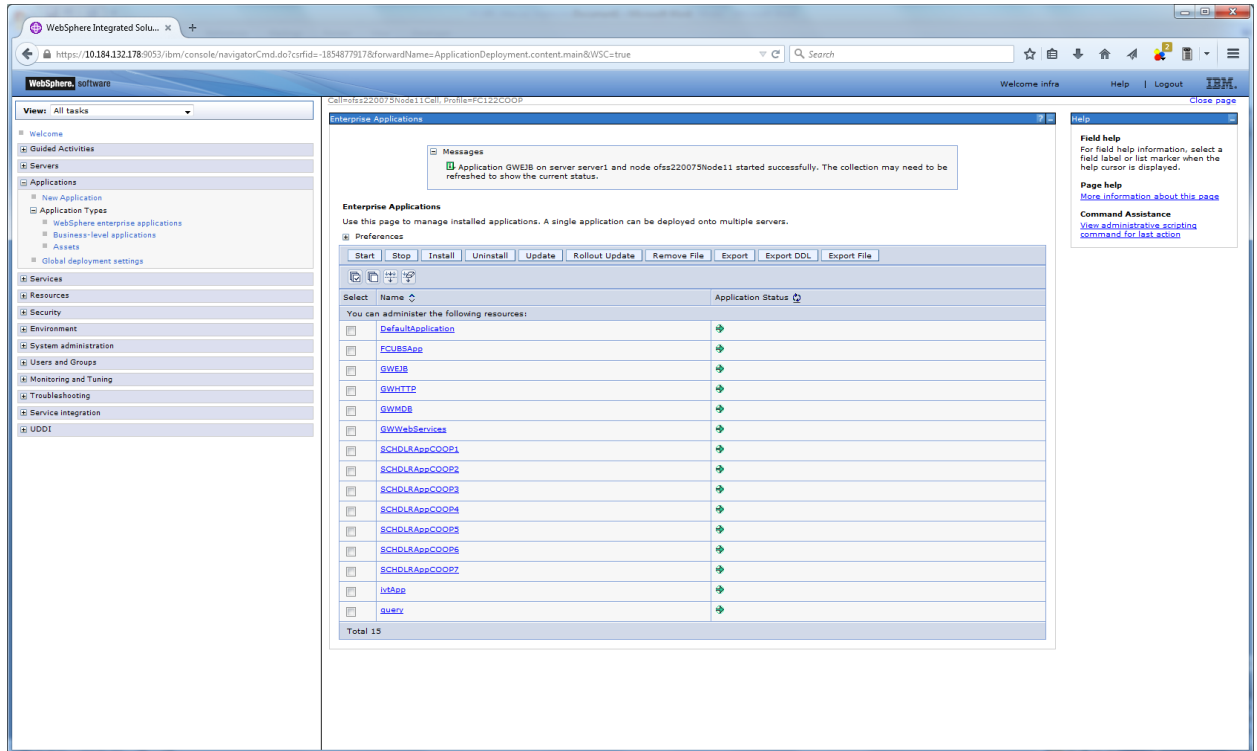 WebSphere Integrated Solu... × +
https://10.184.132.178:9053/ibm/console/navigatorCmd.do?csrfid=-1854877917&forwardName=ApplicationDeployment.content.main&WSC=true
Search
2
WebSphere. software
Welcome infra
Help | Logout
IBM.
View: All tasks
Cell=ofss220075Node11Cell, Profile=FC122COOP
Close page
Welcome
Guided Activities
Servers
Applications
New Application
Application Types
WebSphere enterprise applications
Business-level applications
Assets
Global deployment settings
Services
Resources
Security
Environment
System administration
Users and Groups
Monitoring and Tuning
Troubleshooting
Service integration
UDDI
Enterprise Applications ? -
Messages
Application GWEJB on server server1 and node ofss220075Node11 started successfully. The collection may need to be
refreshed to show the current status.
Enterprise Applications
Use this page to manage installed applications. A single application can be deployed onto multiple servers.
Preferences
Start Stop Install Uninstall Update Rollout Update Remove File Export Export DDL Export File
Select Name Application Status
You can administer the following resources:
DefaultApplication
FCUBSApp
GWEJB
GWHTTP
GWMDB
GWWebServices
SCHDLRAppCOOP1
SCHDLRAppCOOP2
SCHDLRAppCOOP3
SCHDLRAppCOOP4
SCHDLRAppCOOP5
SCHDLRAppCOOP6
SCHDLRAppCOOP7
ivtApp
query
Total 15
Help
Field help
For field help information, select a
field label or list marker when the
help cursor is displayed.
Page help
More information about this page
Command Assistance
View administrative scripting
command for last action